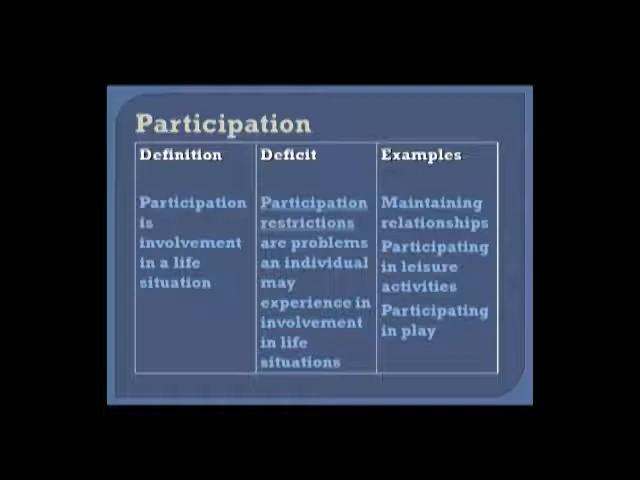 Participation
Definition
Participation
is
involvement
in a life
situation
Deficit
Participation
restrictions
are problems
an individual
may
experience in
involvement
in life
situations
Examples
Maintaining
relationships
Participating
in leisure
activities
Participating
in play